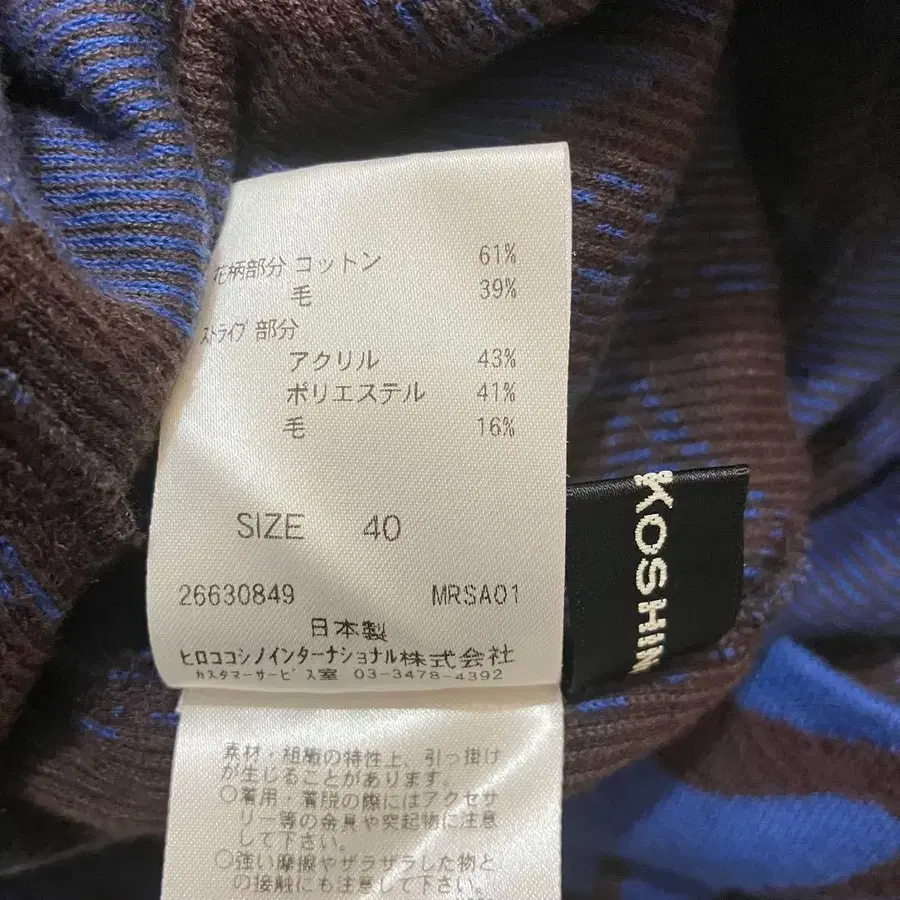 花柄部分 コットン 61%
毛 39%
ストライプ 部分
アクリル 43%
ポリエステル 41%
毛 16%
SIZE 40
26630849 MRSA01
日本製
ヒロココシノインターナショナル株式会社
カスタマーサービス室 03-3478-4392
素材・組織の特性上、引っ掛け
が生じることがあります。
○着用・着脱の際にはアクセサ
リー等の金具や突起物に注意
して下さい。
○強い摩擦やザラザラした物と
の接触にも注意して下さい。
KOSHIN